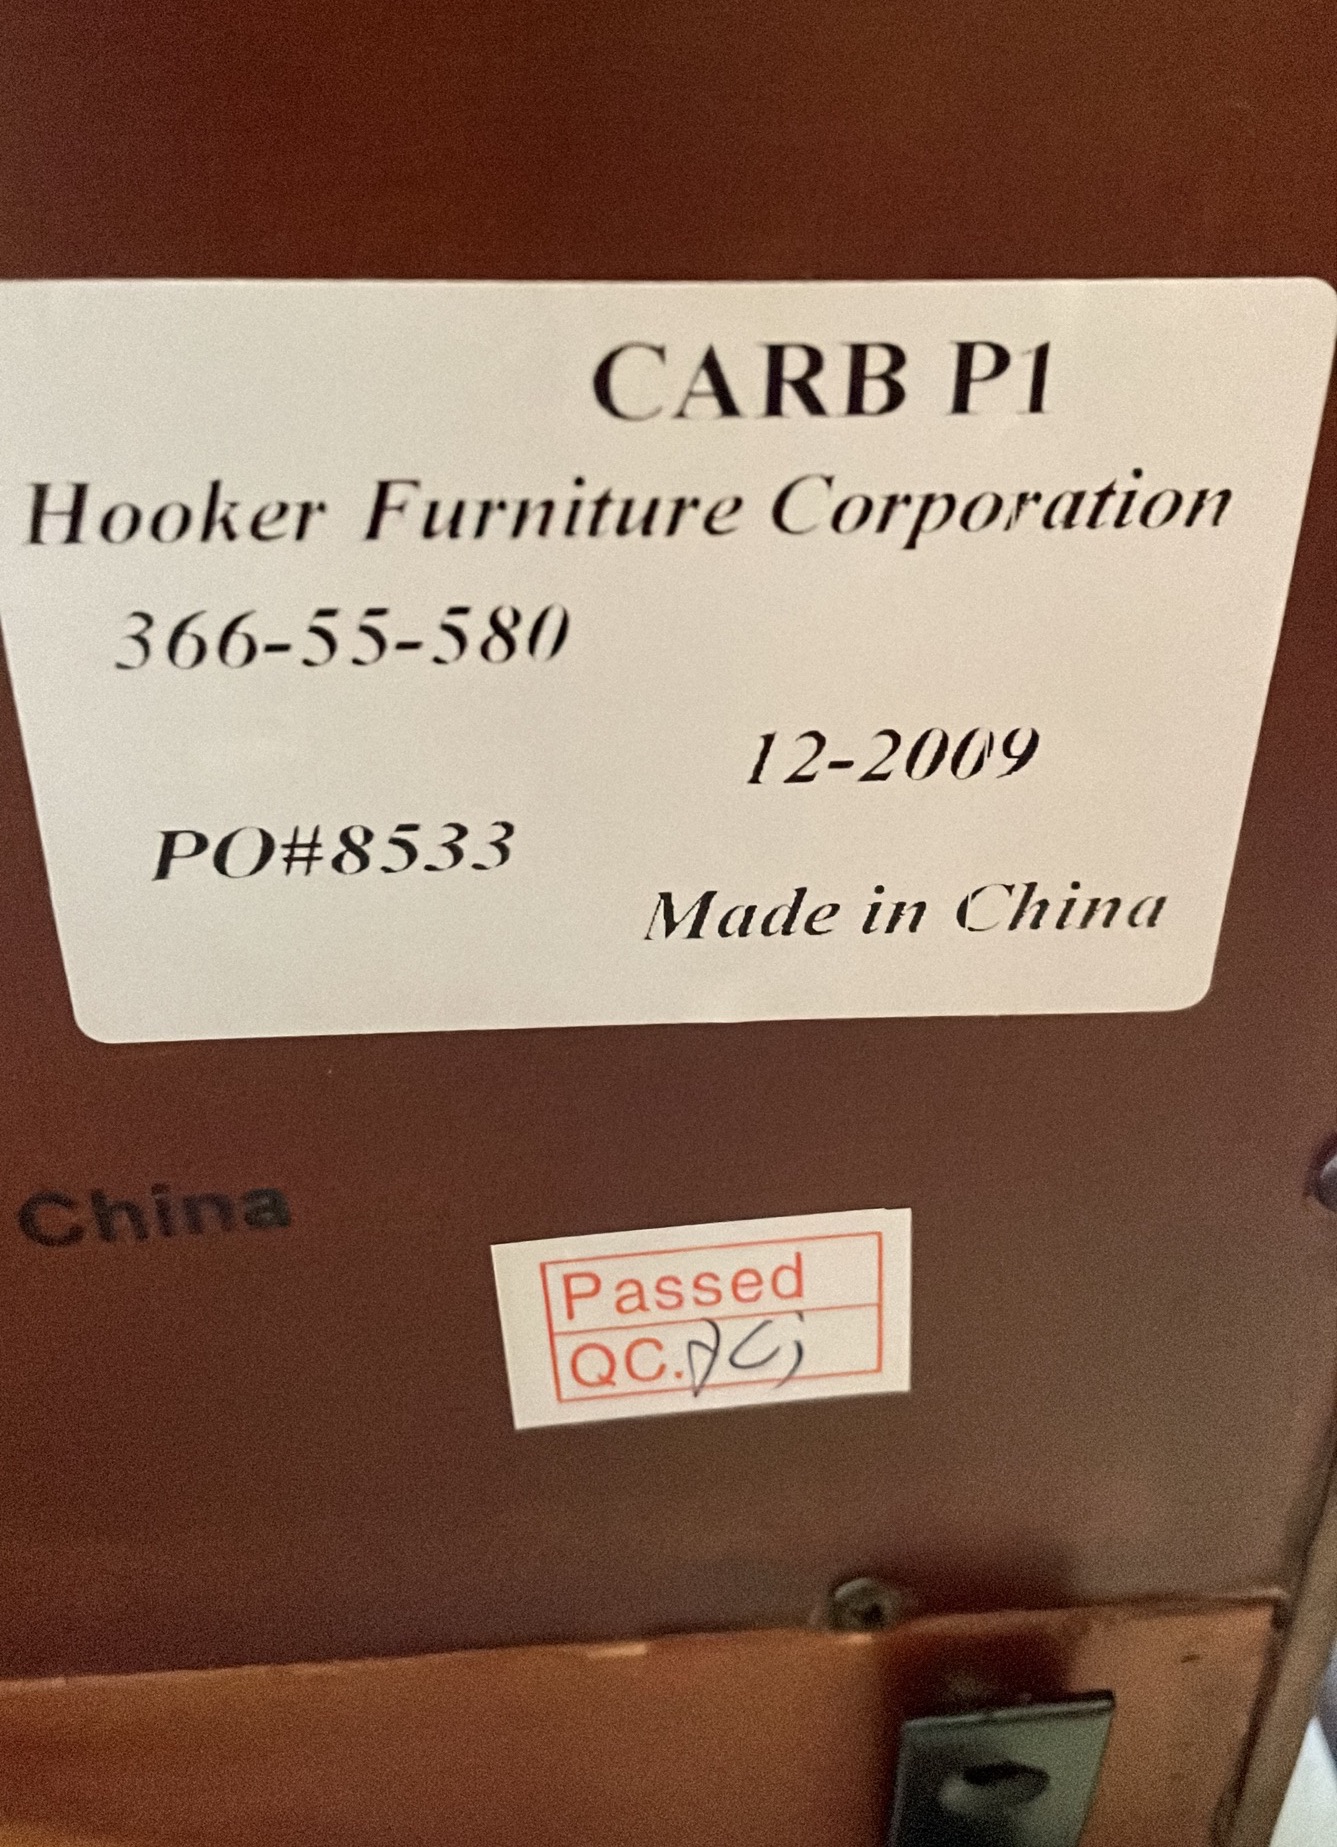 CARB P1
Hooker Furniture Corporation
366-55-580
12-2009
PO#8533
Made in China
China
Passed
QC.